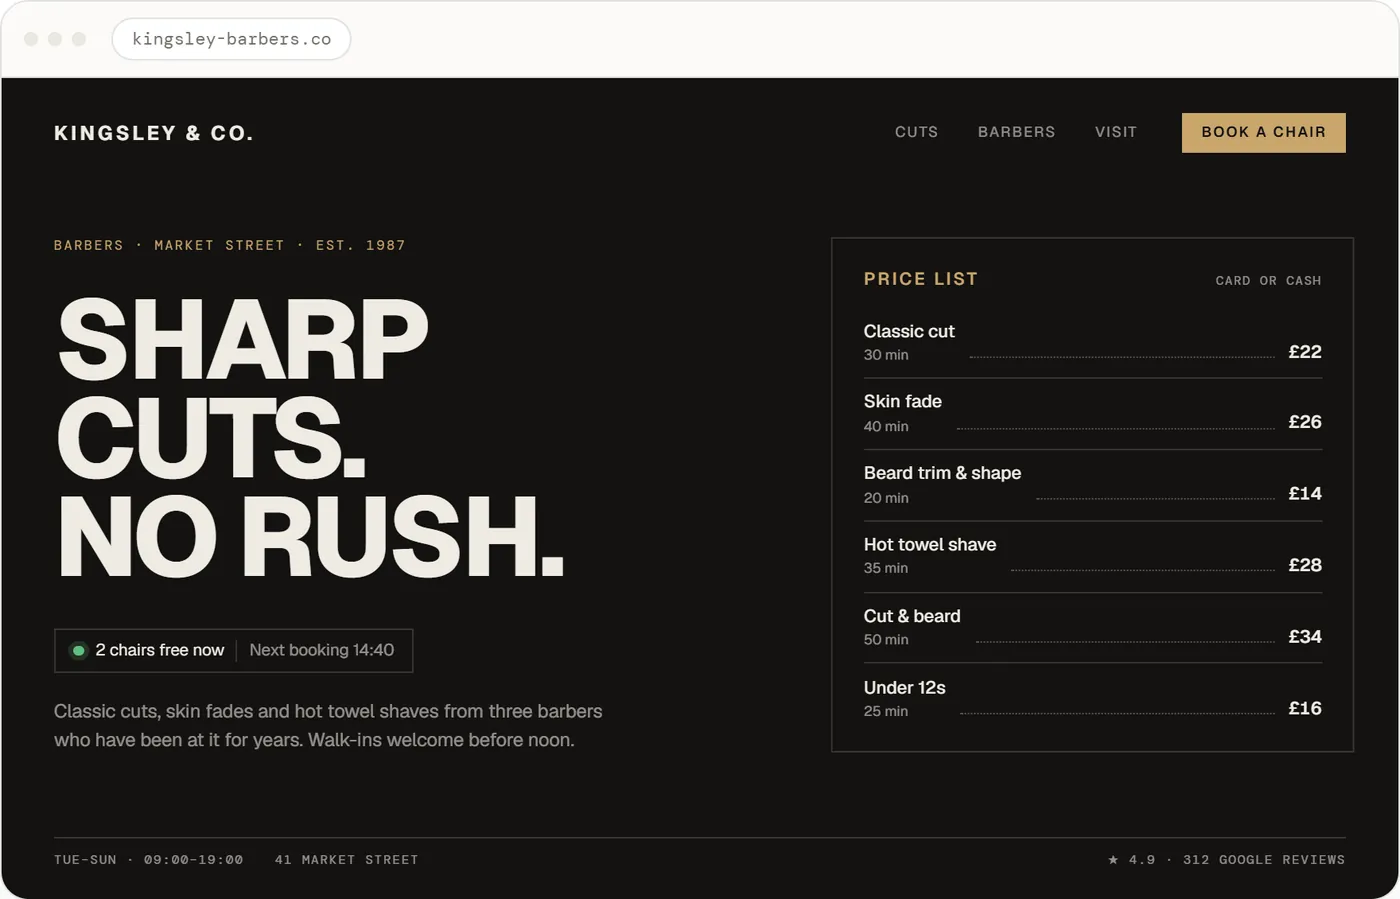 kingsley-barbers.co
KINGSLEY & CO.
CUTS
BARBERS
VISIT
BOOK A CHAIR
BARBERS · MARKET STREET · EST. 1987
SHARP
CUTS.
NO RUSH.
2 chairs free now
Next booking 14:40
Classic cuts, skin fades and hot towel shaves from three barbers
who have been at it for years. Walk-ins welcome before noon.
PRICE LIST
CARD OR CASH
Classic cut
30 min
£22
Skin fade
40 min
£26
Beard trim & shape
20 min
£14
Hot towel shave
35 min
£28
Cut & beard
50 min
£34
Under 12s
25 min
£16
TUE–SUN · 09:00–19:00
41 MARKET STREET
★ 4.9 · 312 GOOGLE REVIEWS